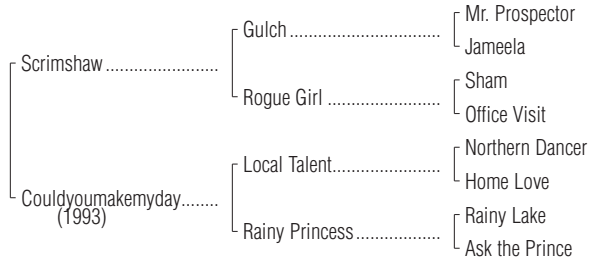 Mr. Prospector
Gulch
Jameela
Scrimshaw
Sham
Rogue Girl
Office Visit
Northern Dancer
Local Talent
Home Love
Couldyoumakemyday
(1993)
Rainy Lake
Rainy Princess
Ask the Prince